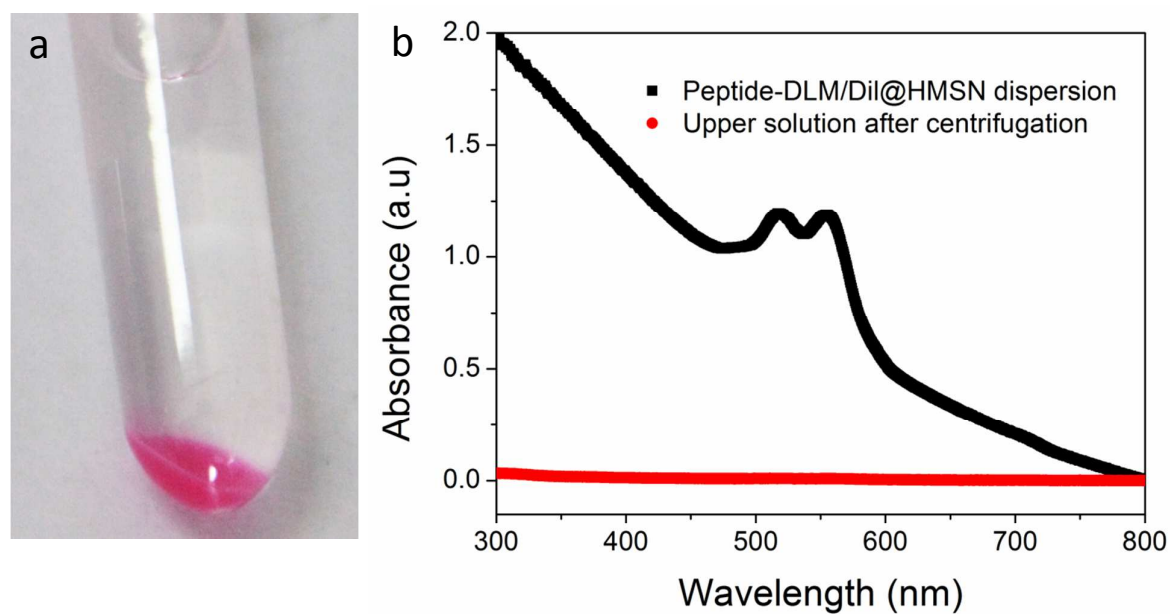 a
b
2.0
1.5
1.0
0.5
0.0
Absorbance (a.u)
Peptide-DLM/DiI@HMSN dispersion
Upper solution after centrifugation
300 400 500 600 700 800
Wavelength (nm)